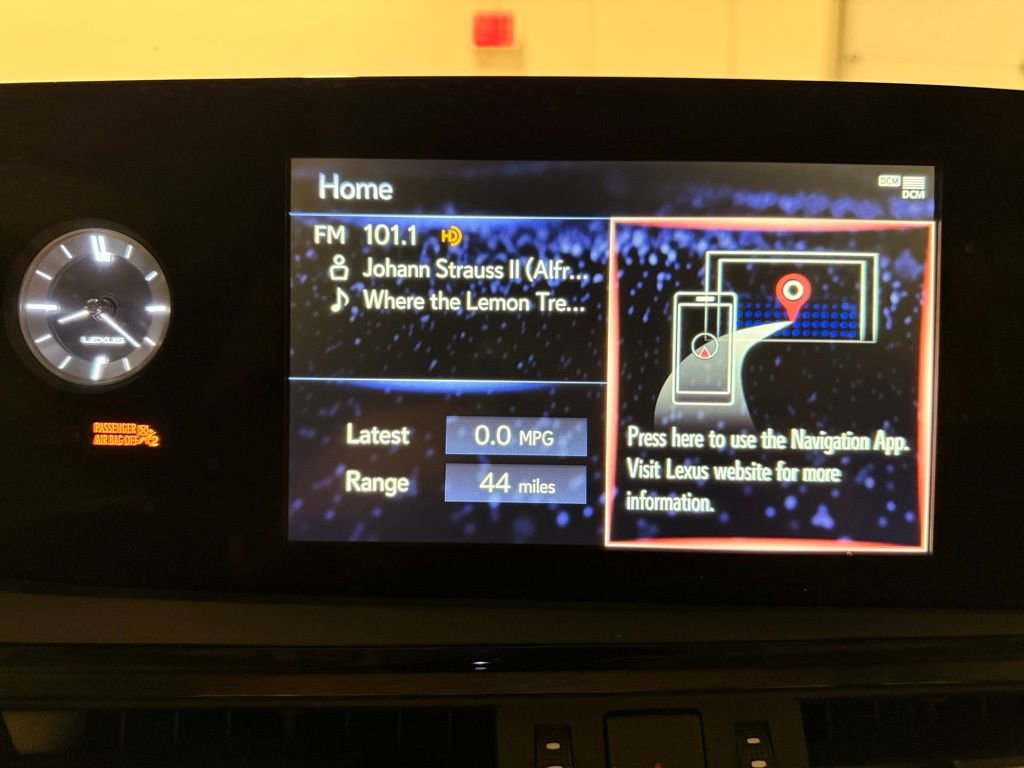 Home
DCM
DCM
FM 101.1 HD
Johann Strauss II (Alfr...
Where the Lemon Tre...
LEXUS
PASSENGER
AIR BAG OFF 2
Latest 0.0 MPG
Range 44 miles
Press here to use the Navigation App.
Visit Lexus website for more
information.